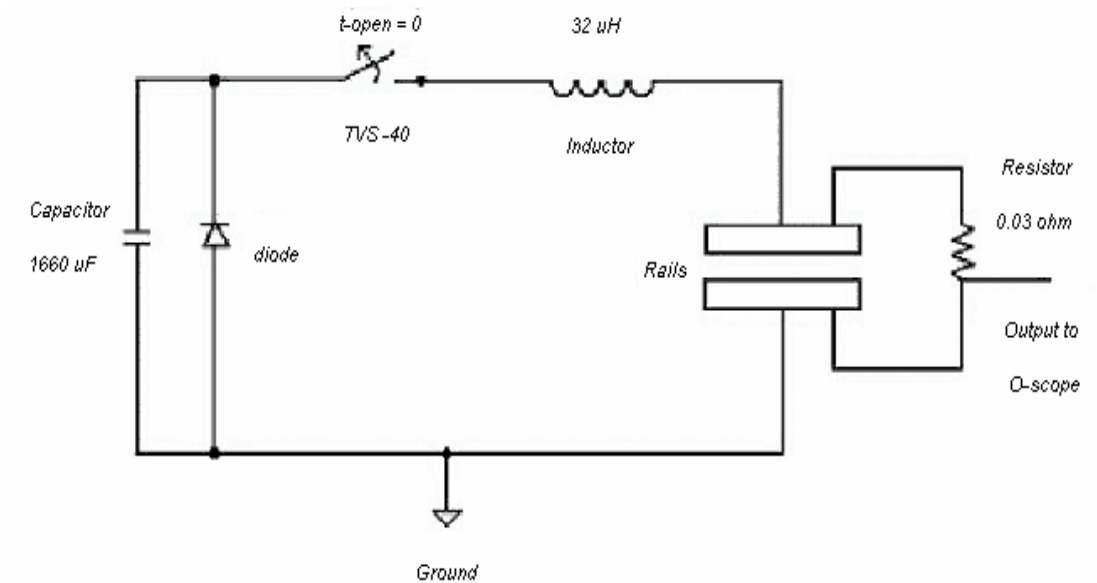 t-open = 0
32 uH
TVS-40
Inductor
Capacitor
1660 uF
diode
Rails
Resistor
0.03 ohm
Output to
O-scope
Ground